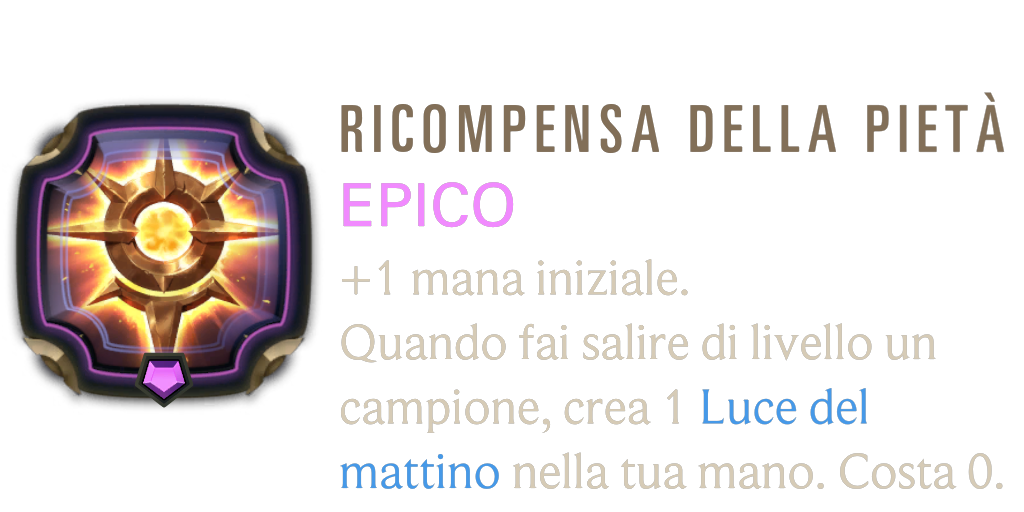 RICOMPENSA DELLA PIETÀ
EPICO
+1 mana iniziale.
Quando fai salire di livello un
campione, crea 1 Luce del
mattino nella tua mano. Costa 0.